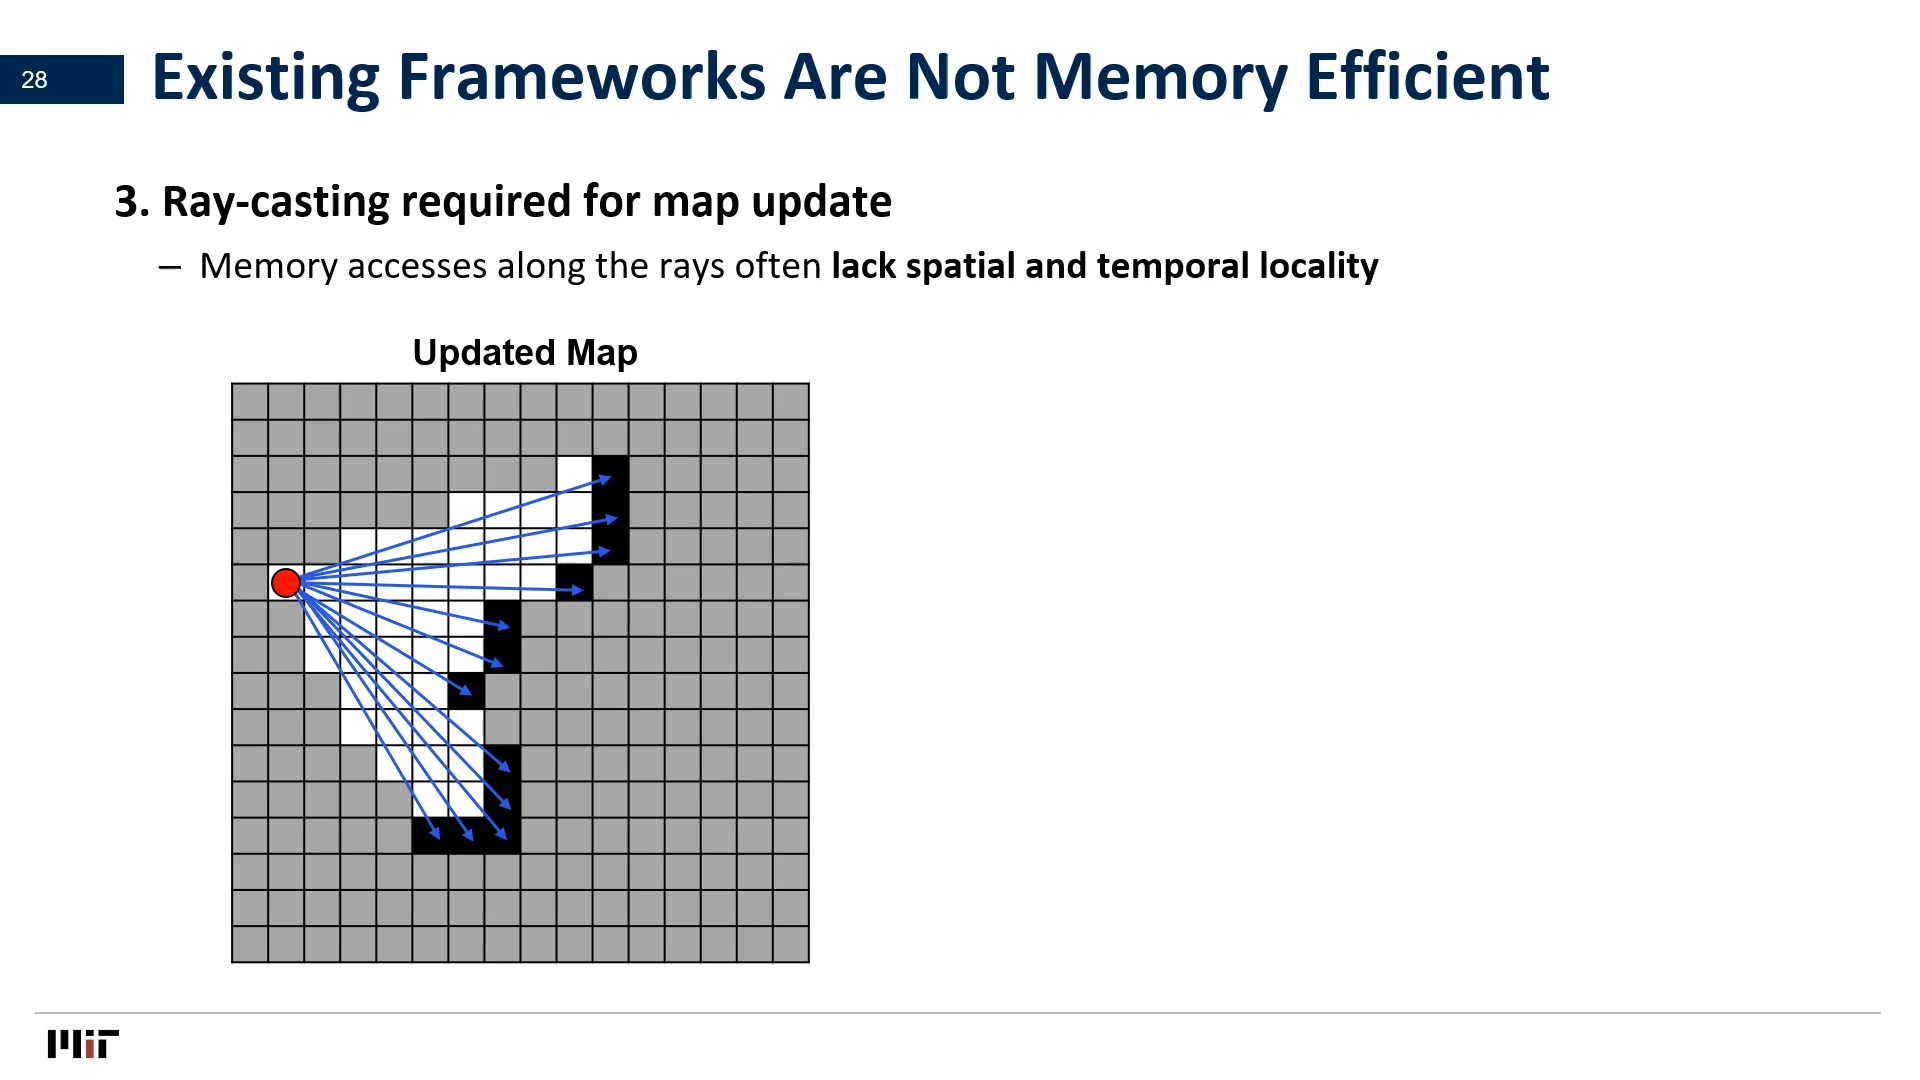 28
Existing Frameworks Are Not Memory Efficient
3. Ray-casting required for map update
– Memory accesses along the rays often lack spatial and temporal locality
Updated Map
MIT